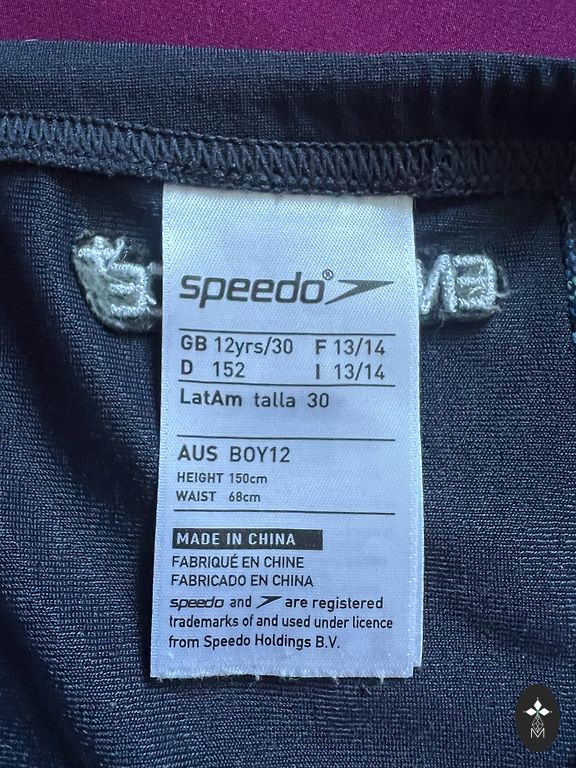 speedo®
GB 12yrs/30 F 13/14
D 152 I 13/14
LatAm talla 30
AUS BOY12
HEIGHT 150cm
WAIST 68cm
MADE IN CHINA
FABRIQUÉ EN CHINE
FABRICADO EN CHINA
speedo and are registered
trademarks of and used under licence
from Speedo Holdings B.V.
M